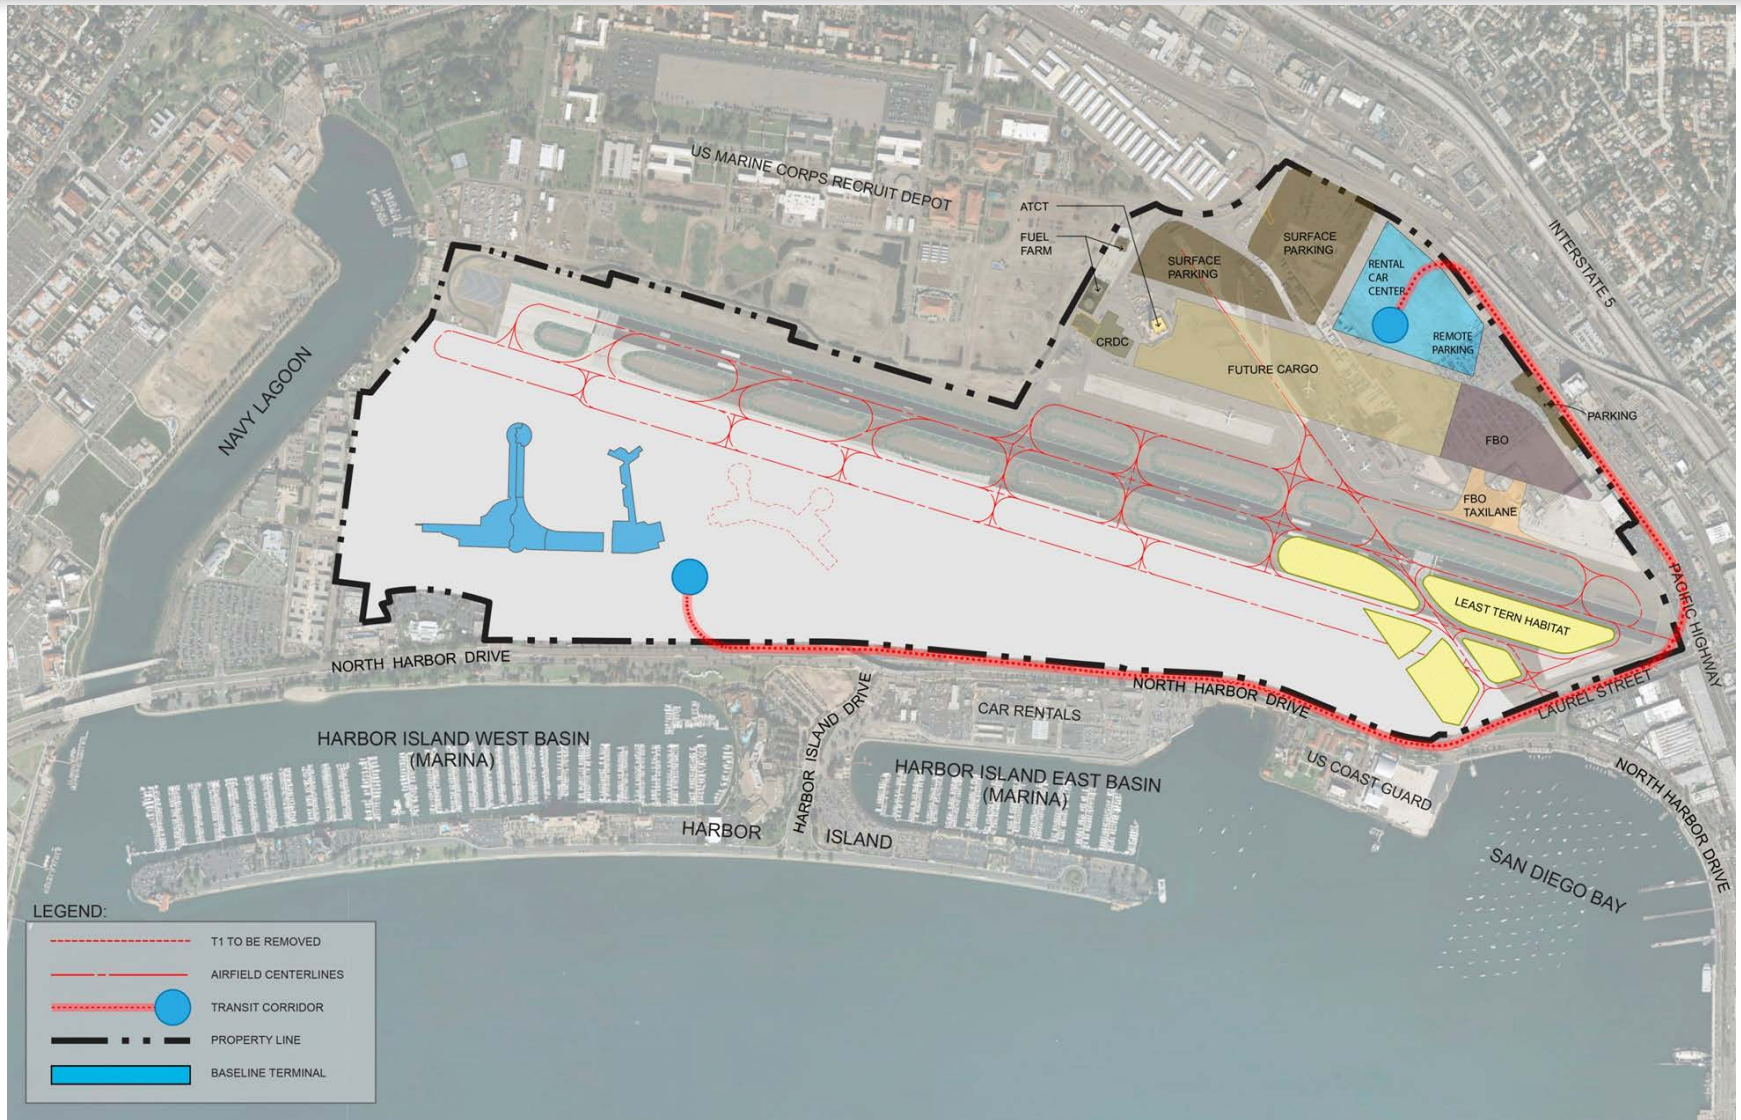 US MARINE CORPS RECRUIT DEPOT
ATCT
FUEL
FARM
SURFACE
PARKING
SURFACE
PARKING
RENTAL
CAR
CENTER
REMOTE
PARKING
INTERSTATE 5
CRDC
FUTURE CARGO
PARKING
FBO
FBO
TAXILANE
NAVY LAGOON
LEAST TERN HABITAT
PACIFIC HIGHWAY
LAUREL STREET
NORTH HARBOR DRIVE
NORTH HARBOR DRIVE
CAR RENTALS
HARBOR ISLAND DRIVE
HARBOR ISLAND WEST BASIN
(MARINA)
HARBOR ISLAND EAST BASIN
(MARINA)
US COAST GUARD
NORTH HARBOR DRIVE
HARBOR ISLAND
SAN DIEGO BAY
LEGEND:
T1 TO BE REMOVED
AIRFIELD CENTERLINES
TRANSIT CORRIDOR
PROPERTY LINE
BASELINE TERMINAL